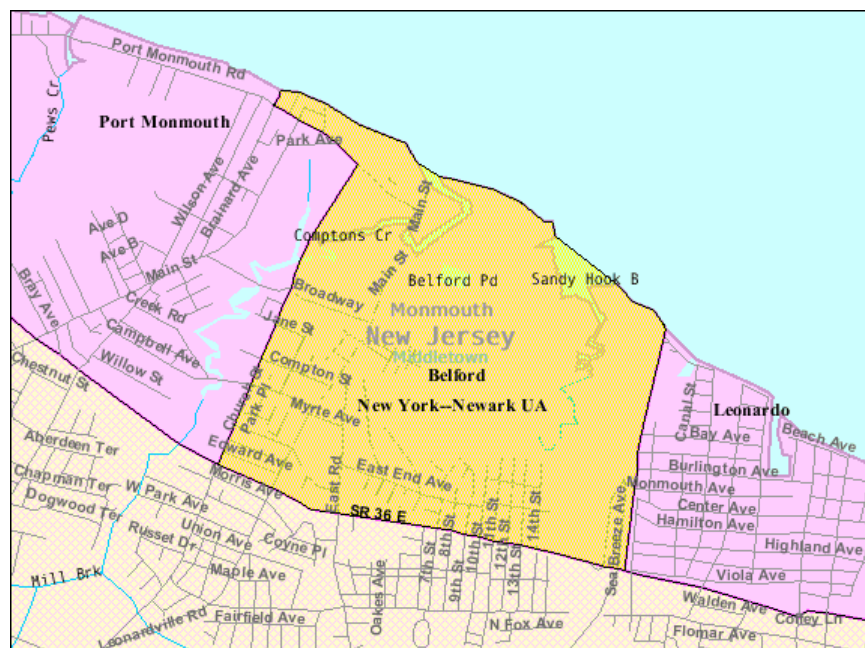 Port Monmouth Rd
Pews Cr
Port Monmouth
Park Ave
Wilson Ave
Brainard Ave
Main St
Ave D
Ave B
Comptons Cr
Main St
Main St
Belford Pd
Sandy Hook B
Bray Ave
Creek Rd
Broadway
Monmouth
New Jersey
Middletown
Jane St
Camptrell Ave
Willow St
Chestnut St
Compton St
Belford
New York--Newark UA
Church St
Park Pl
Myrte Ave
Canal St
Leonardo
Beach Ave
Bay Ave
Aberdeen Ter
Edward Ave
East Rd
East End Ave
Burlington Ave
Monmouth Ave
Chapman Ter
W Park Ave
Morris Ave
Dogwood Ter
SR 36 E
Center Ave
Hamilton Ave
Union Ave
Russet Dr
Coyne Pl
7th St
8th St
9th St
10th St
11th St
12th St
13th St
14th St
Sea Breeze Ave
Highland Ave
Mill Brk
Maple Ave
Viola Ave
Oakes Ave
Walden Ave
Leonardville Rd
Fairfield Ave
N Fox Ave
Coney Ln
Flomar Ave